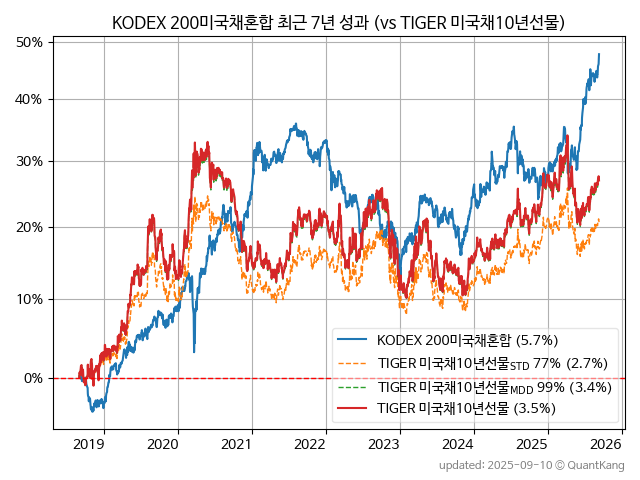 KODEX 200미국채혼합 최근 7년 성과 (vs TIGER 미국채10년선물)
50%
40%
30%
20%
10%
0%
KODEX 200미국채혼합 (5.7%)
TIGER 미국채10년선물STD 77% (2.7%)
TIGER 미국채10년선물MDD 99% (3.4%)
TIGER 미국채10년선물 (3.5%)
2019 2020 2021 2022 2023 2024 2025 2026
updated: 2025-09-10 © QuantKang